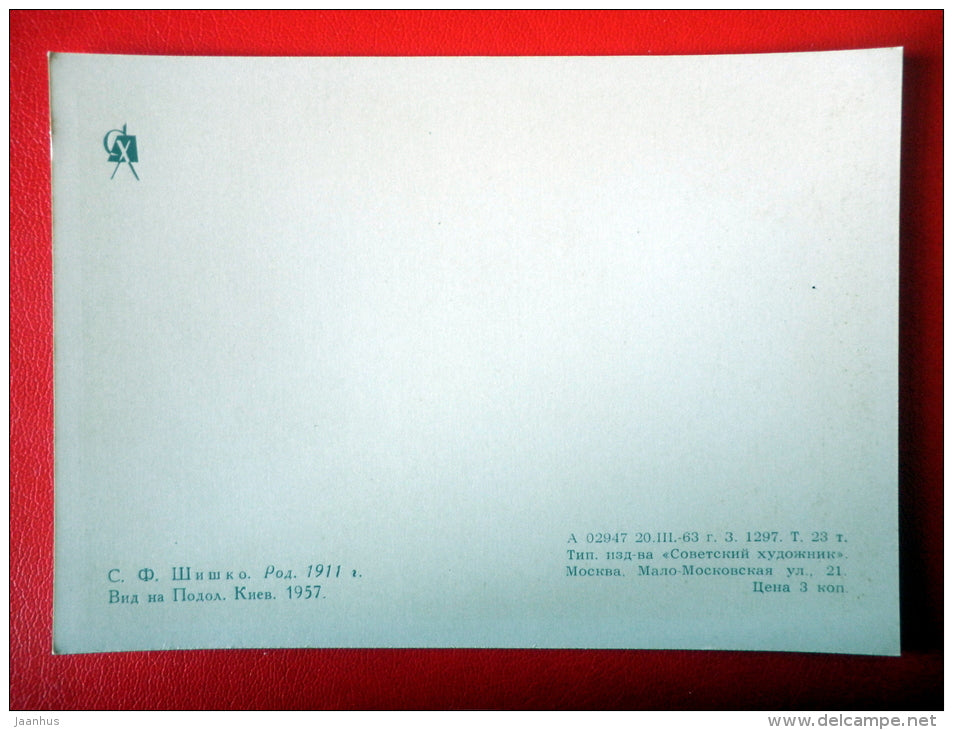 СХ
С. Ф. Шишко. Род. 1911 г.
Вид на Подол. Киев. 1957.
А 02947 20.III.-63 г. З. 1297. Т. 23 т.
Тип. изд-ва «Советский художник».
Москва, Мало-Московская ул., 21.
Цена 3 коп.
jaanhus
www.delcampe.net